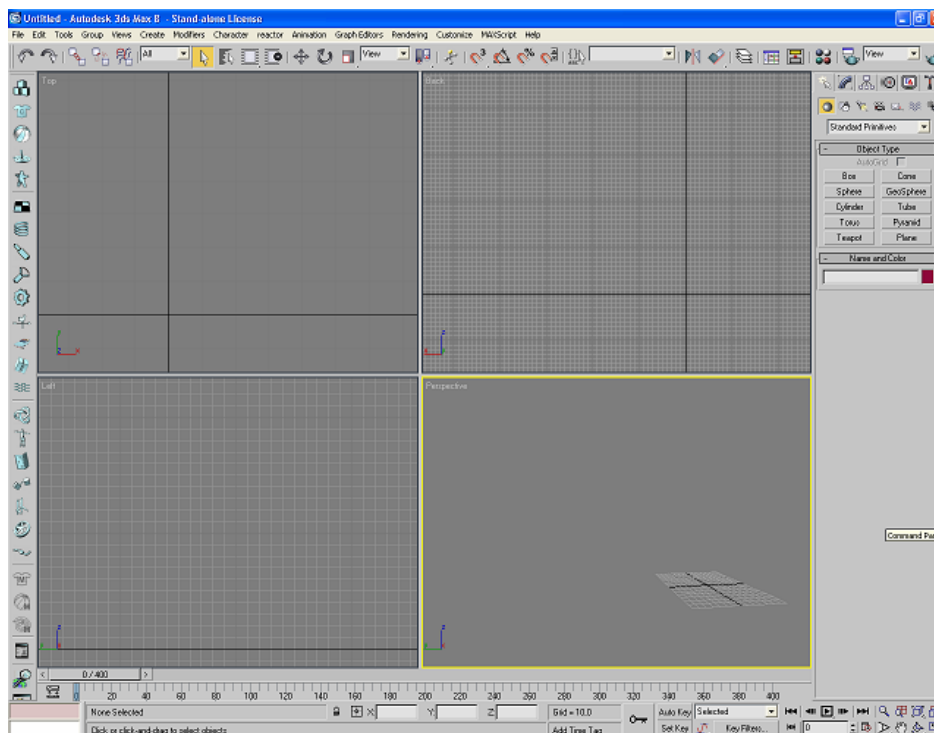 Untitled - Autodesk 3ds Max 8 - Stand-alone License
File Edit Tools Group Views Create Modifiers Character reactor Animation Graph Editors Rendering Customize MAXScript Help
All View View
Top Back
Standard Primitives
Object Type
AutoGrid
Box Cone
Sphere GeoSphere
Cylinder Tube
Torus Pyramid
Teapot Plane
Name and Color
Left Perspective
Command Pa
0 / 400
0 20 40 60 80 100 120 140 160 180 200 220 240 260 280 300 320 340 360 380 400
None Selected X: Y: Z: Grid = 10.0 Auto Key Selected
Click or click-and-drag to select objects Add Time Tag Set Key Key Filters... 0